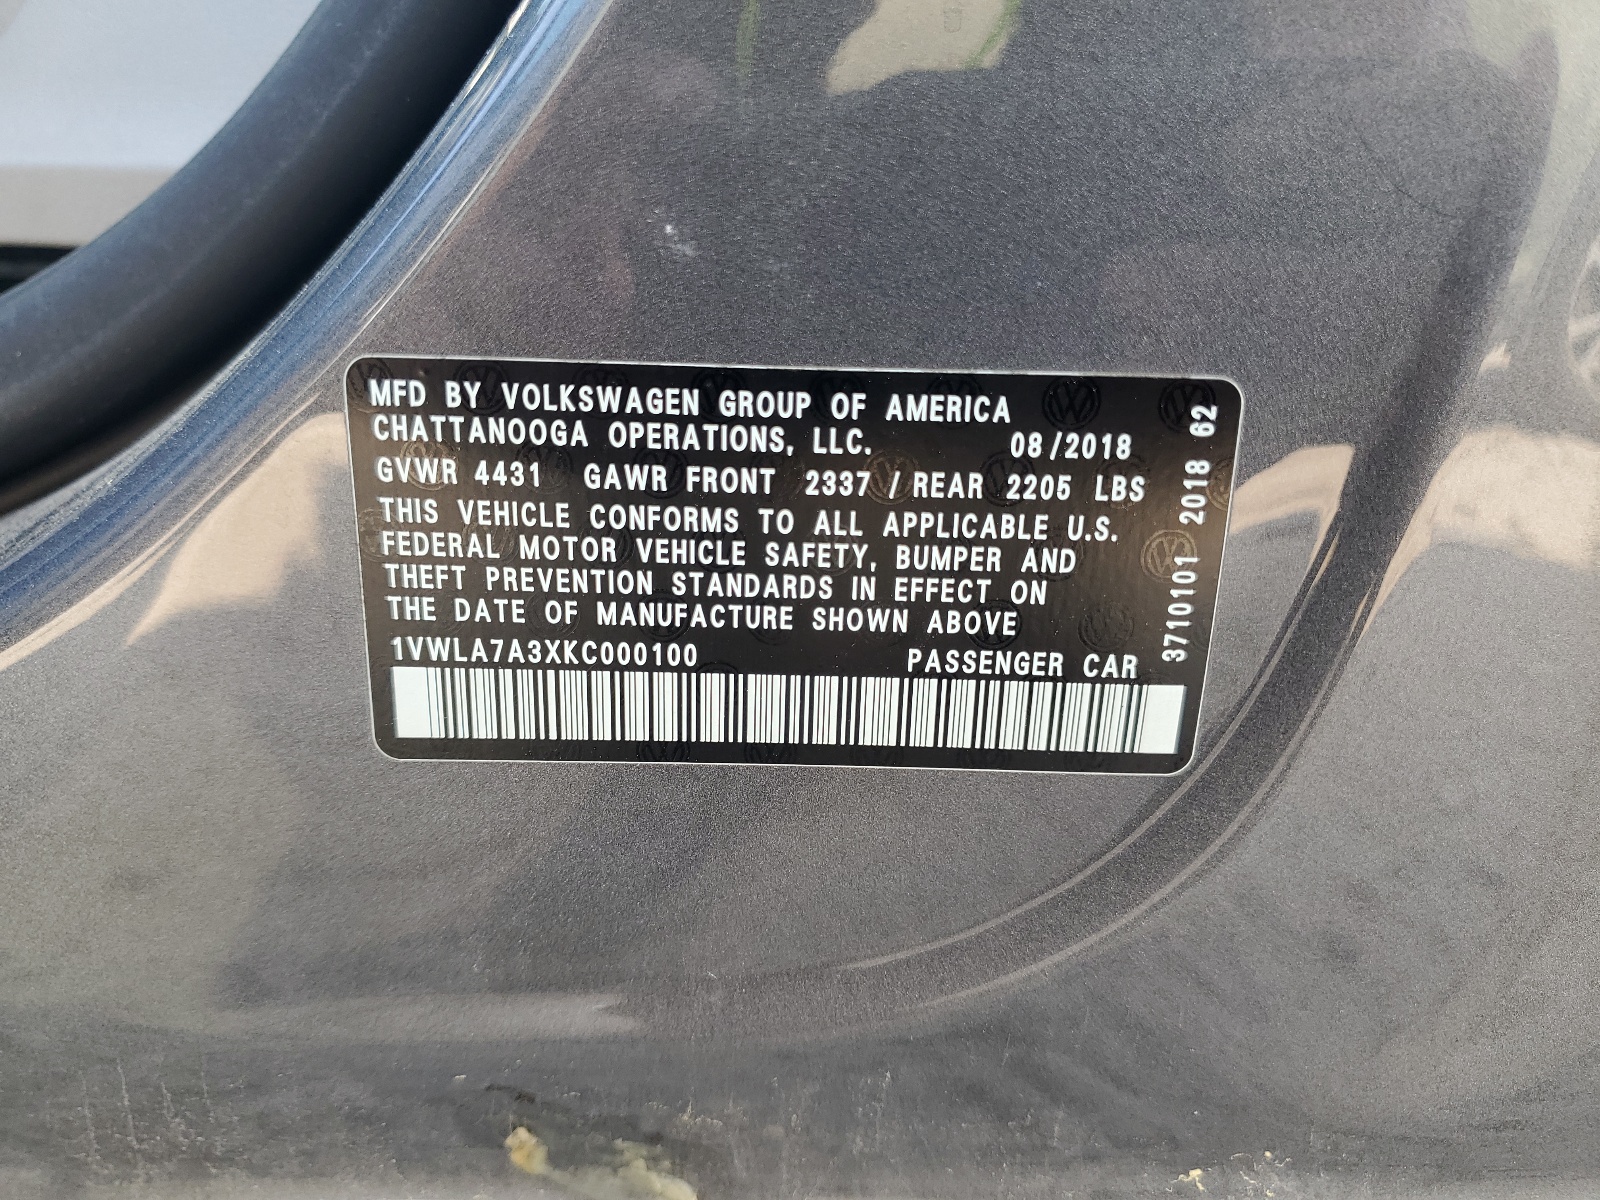 MFD BY VOLKSWAGEN GROUP OF AMERICA
CHATTANOOGA OPERATIONS, LLC. 08/2018
GVWR 4431 GAWR FRONT 2337 / REAR 2205 LBS
THIS VEHICLE CONFORMS TO ALL APPLICABLE U.S.
FEDERAL MOTOR VEHICLE SAFETY, BUMPER AND
THEFT PREVENTION STANDARDS IN EFFECT ON
THE DATE OF MANUFACTURE SHOWN ABOVE
1VWLA7A3XKC000100 PASSENGER CAR
3710101 2018 62